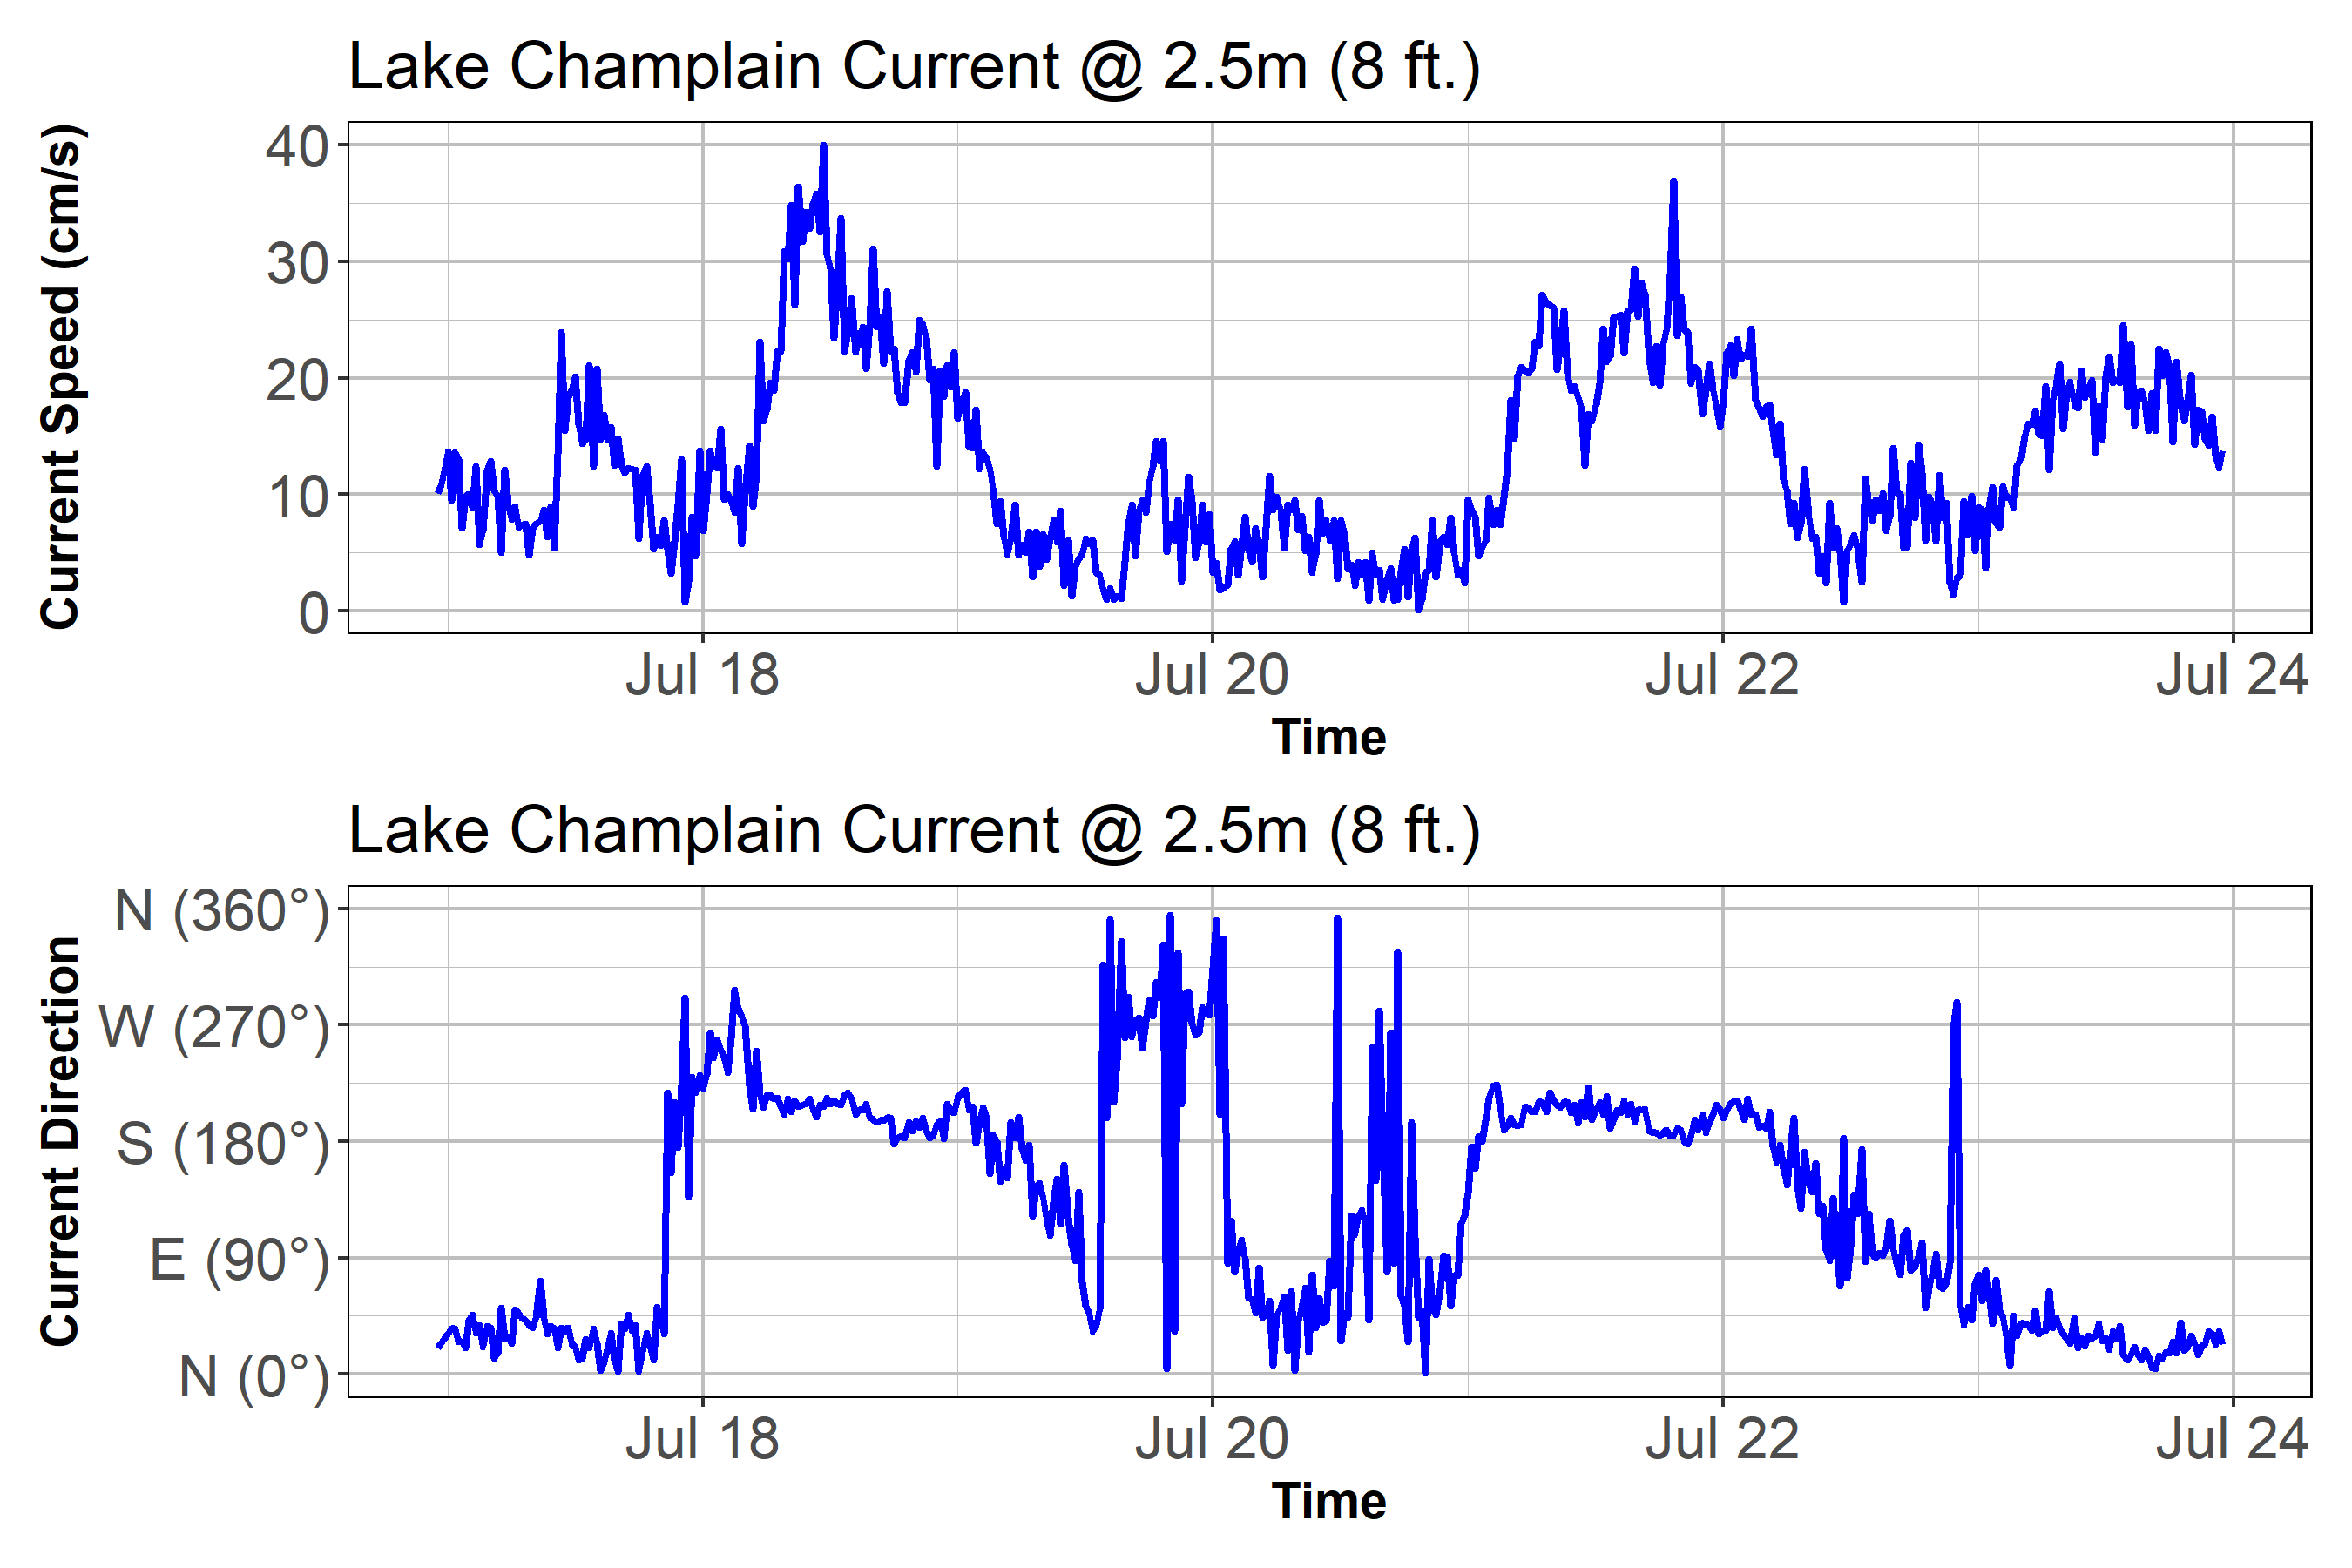 Lake Champlain Current @ 2.5m (8 ft.)
Current Speed (cm/s)
40
30
20
10
0
Jul 18 Jul 20 Jul 22 Jul 24
Time
Lake Champlain Current @ 2.5m (8 ft.)
Current Direction
N (360°)
W (270°)
S (180°)
E (90°)
N (0°)
Jul 18 Jul 20 Jul 22 Jul 24
Time